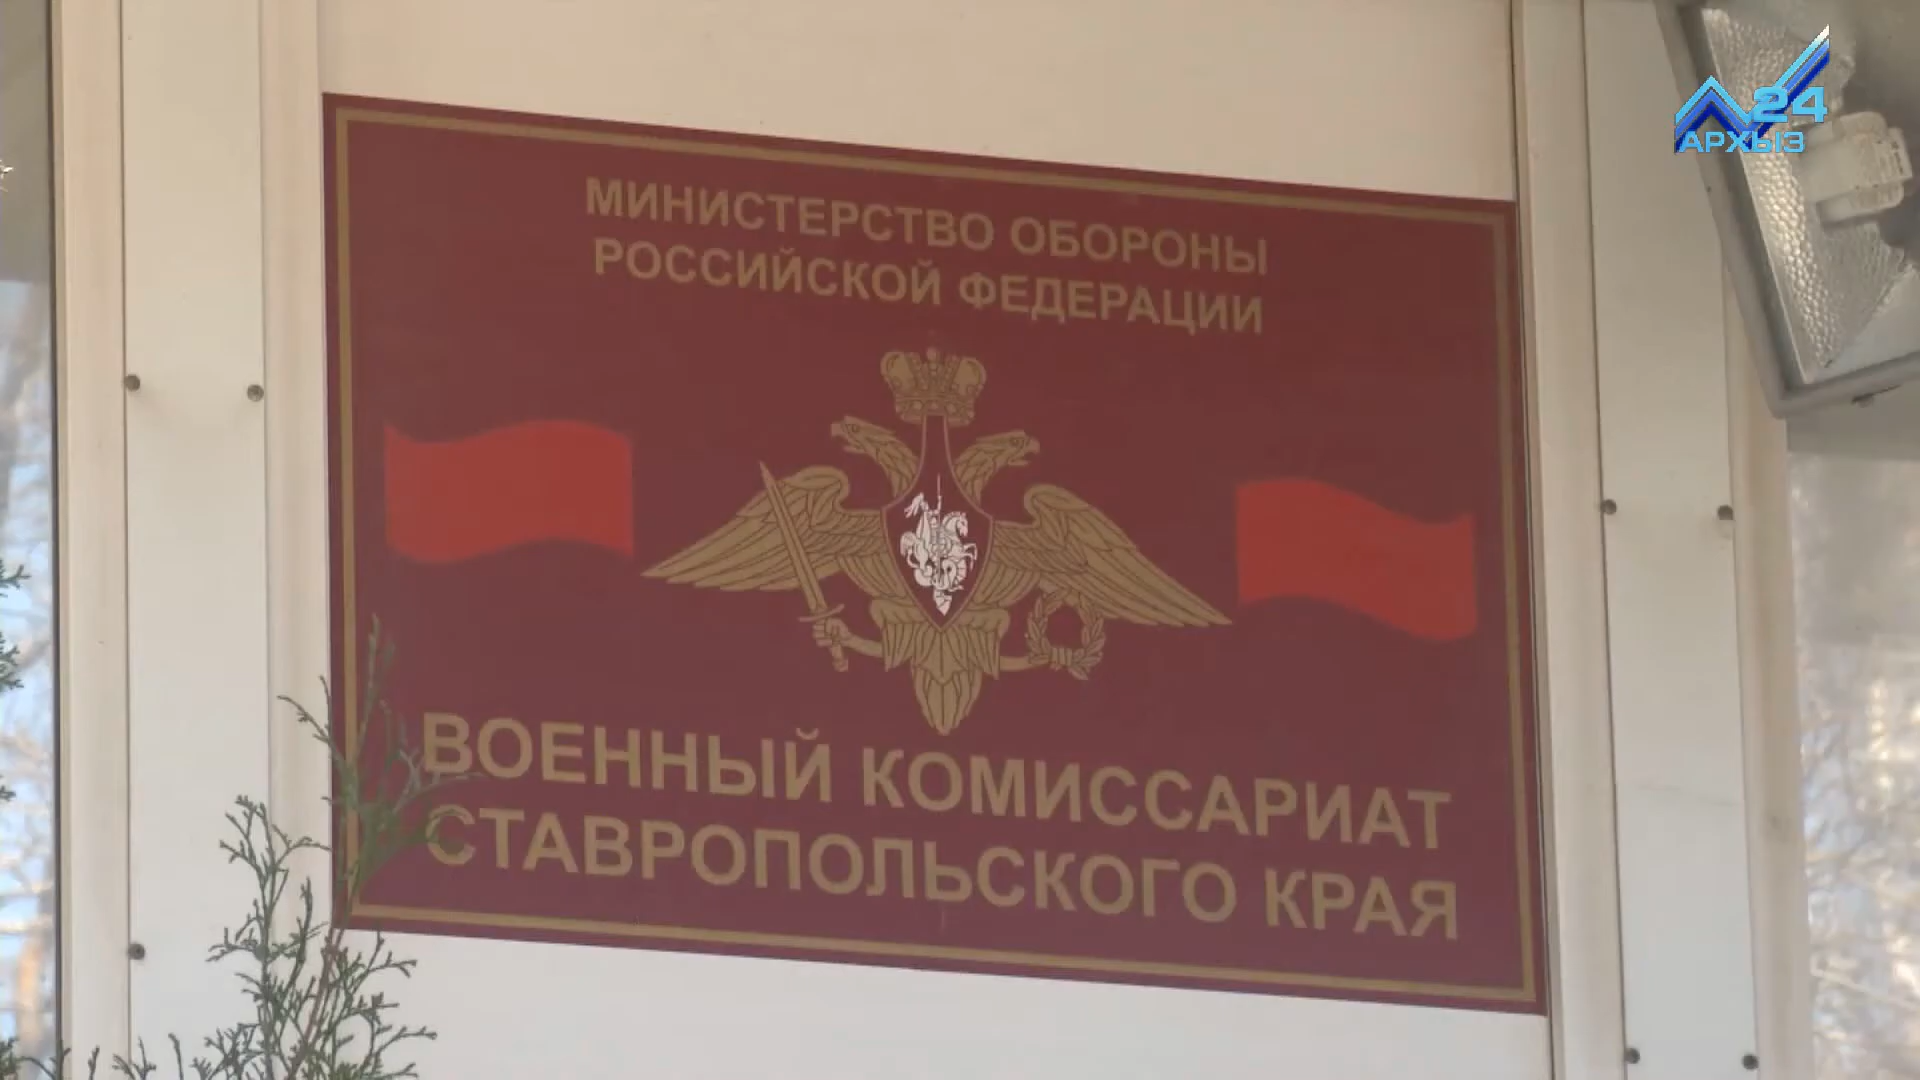 24
АРХЫЗ
МИНИСТЕРСТВО ОБОРОНЫ
РОССИЙСКОЙ ФЕДЕРАЦИИ
ВОЕННЫЙ КОМИССАРИАТ
СТАВРОПОЛЬСКОГО КРАЯ